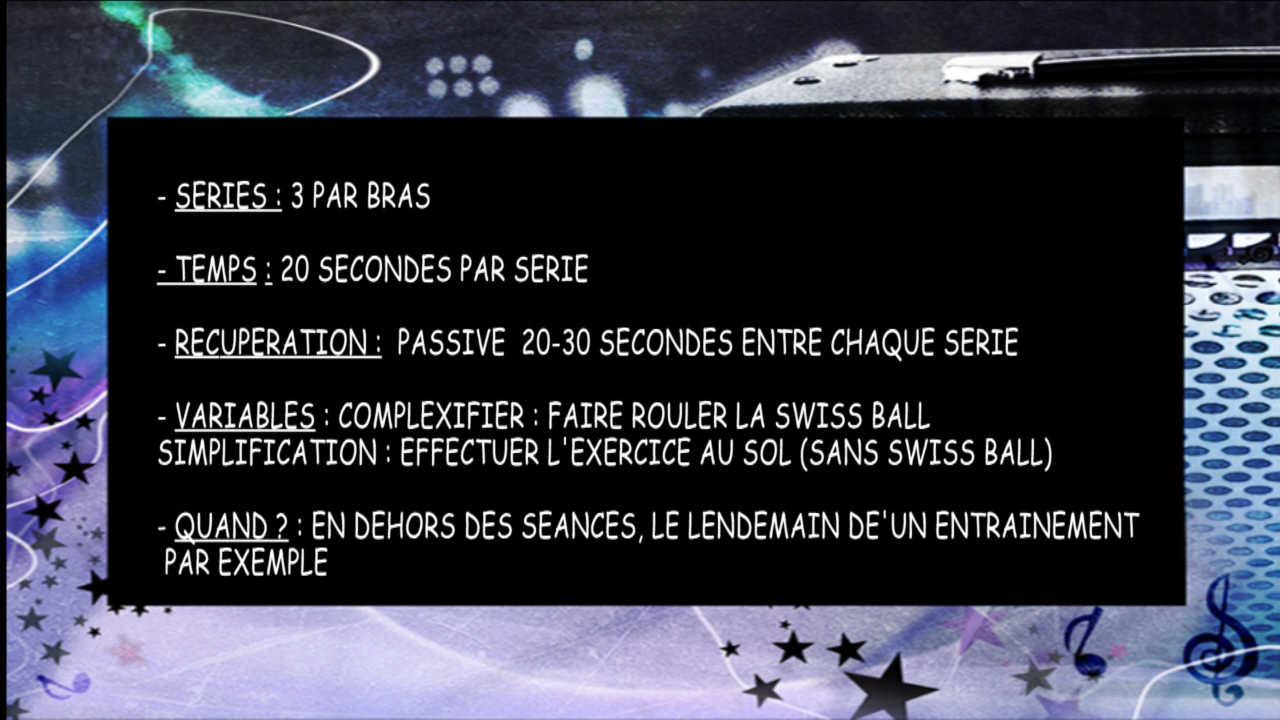 - SERIES : 3 PAR BRAS
- TEMPS : 20 SECONDES PAR SERIE
- RECUPERATION : PASSIVE 20-30 SECONDES ENTRE CHAQUE SERIE
- VARIABLES : COMPLEXIFIER : FAIRE ROULER LA SWISS BALL
SIMPLIFICATION : EFFECTUER L'EXERCICE AU SOL (SANS SWISS BALL)
- QUAND ? : EN DEHORS DES SEANCES, LE LENDEMAIN DE'UN ENTRAINEMENT
PAR EXEMPLE